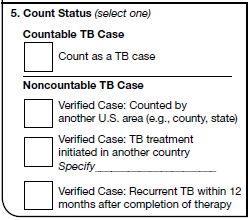 5. Count Status (select one)
Countable TB Case
Count as a TB case
Noncountable TB Case
Verified Case: Counted by
another U.S. area (e.g., county, state)
Verified Case: TB treatment
initiated in another country
Specify____________________
Verified Case: Recurrent TB within 12
months after completion of therapy